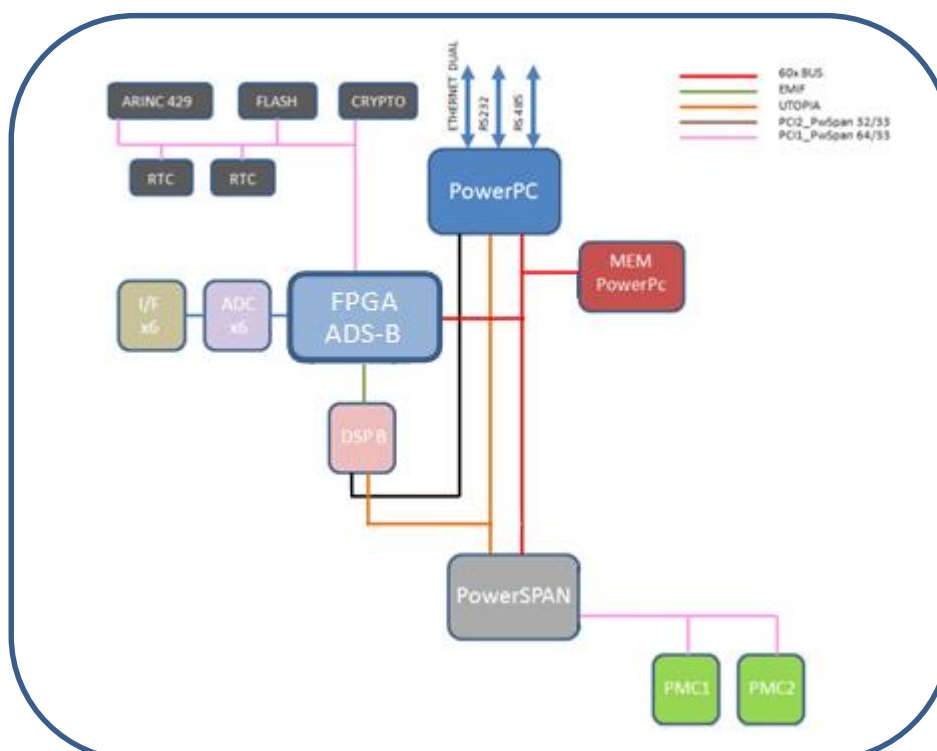 ETHERNET DUAL
RS232
RS485
60x BUS
EMIF
UTOPIA
PCI2_PwSpan 32/33
PCI1_PwSpan 64/33
ARINC 429
FLASH
CRYPTO
RTC
RTC
PowerPC
MEM
PowerPc
I/F
x6
ADC
x6
FPGA
ADS-B
DSP B
PowerSPAN
PMC1
PMC2